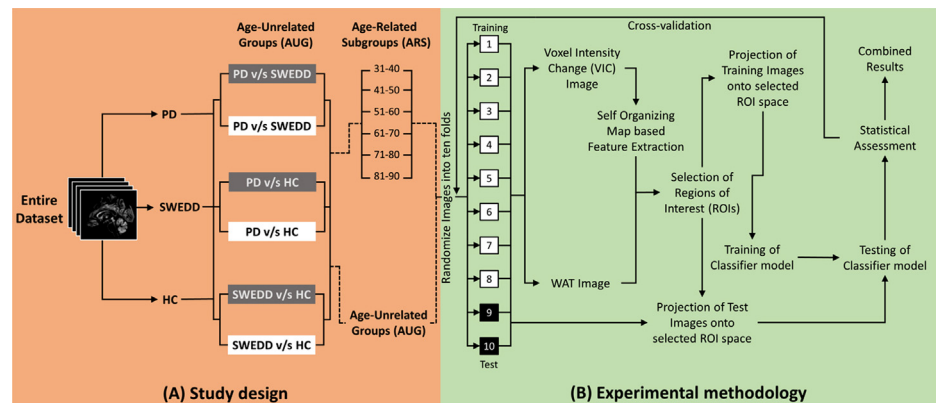 Age-Unrelated
Groups (AUG)
Age-Related
Subgroups (ARS)
PD v/s SWEDD
PD v/s SWEDD
PD v/s HC
PD v/s HC
SWEDD v/s HC
SWEDD v/s HC
31-40
41-50
51-60
61-70
71-80
81-90
Entire
Dataset
PD
SWEDD
HC
Age-Unrelated
Groups (AUG)
(A) Study design
Randomize Images into ten folds
Training
1
2
3
4
5
6
7
8
9
10
Test
Cross-validation
Voxel Intensity
Change (VIC)
Image
Self Organizing
Map based
Feature Extraction
WAT Image
Selection of
Regions of
Interest (ROIs)
Projection of
Training Images
onto selected
ROI space
Training of
Classifier model
Projection of Test
Images onto
selected ROI space
Testing of
Classifier model
Statistical
Assessment
Combined
Results
(B) Experimental methodology